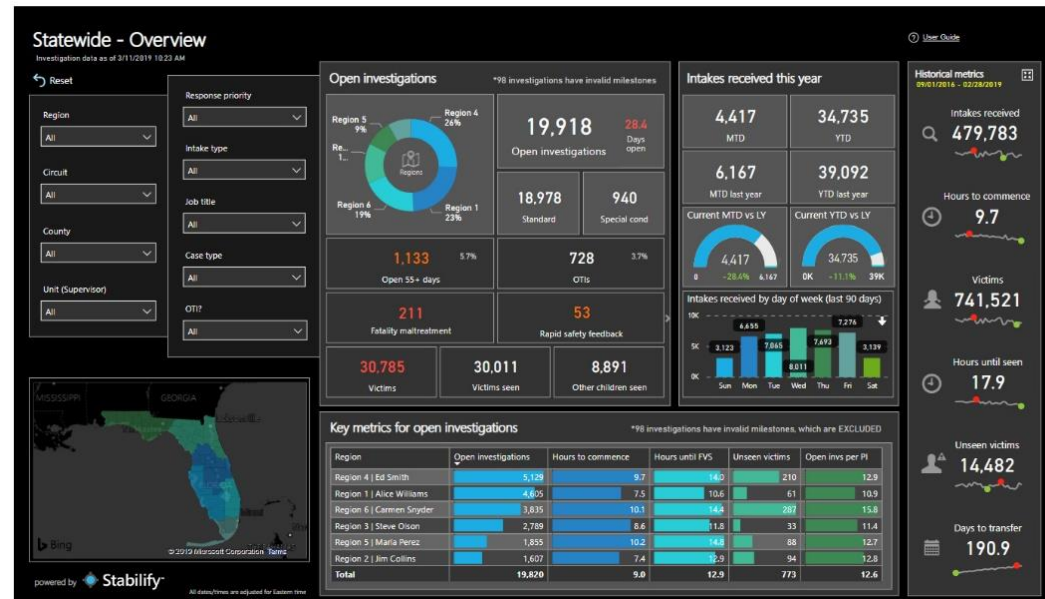 Statewide - Overview
Investigation data as of 3/11/2019 10:23 AM
User Guide
Reset
Region
All
Circuit
All
County
All
Unit (Supervisor)
All
Response priority
All
Intake type
All
Job title
All
Case type
All
OTI?
All
Open investigations
*98 investigations have invalid milestones
Region 4
26%
Region 5
9%
Re...
1...
Regions
Region 6
19%
Region 1
23%
19,918
Open investigations
28.4
Days
open
18,978
Standard
940
Special cond
1,133
5.7%
Open 55+ days
728
3.7%
OTIs
211
Fatality maltreatment
53
Rapid safety feedback
30,785
Victims
30,011
Victims seen
8,891
Other children seen
Intakes received this year
4,417
MTD
34,735
YTD
6,167
MTD last year
39,092
YTD last year
Current MTD vs LY
4,417
0 -28.4% 6,167
Current YTD vs LY
34,735
0K -11.1% 39K
Intakes received by day of week (last 90 days)
10K
5K
0K
3,123
6,655
7,065
8,011
7,693
7,276
3,139
Sun Mon Tue Wed Thu Fri Sat
Historical metrics
09/01/2016 - 02/28/2019
Intakes received
479,783
Hours to commence
9.7
Victims
741,521
Hours until seen
17.9
Unseen victims
14,482
Days to transfer
190.9
MISSISSIPPI
GEORGIA
Miami
Bing
© 2019 Microsoft Corporation Terms
powered by Stabilify
All dates/times are adjusted for Eastern time
Key metrics for open investigations
*98 investigations have invalid milestones, which are EXCLUDED
Region Open investigations Hours to commence Hours until FVS Unseen victims Open invs per PI
Region 4 | Ed Smith 5,129 9.7 14.0 210 12.9
Region 1 | Alice Williams 4,605 7.5 10.6 61 10.9
Region 6 | Carmen Snyder 3,835 10.1 14.4 287 15.8
Region 3 | Steve Olson 2,789 8.6 11.8 33 11.4
Region 5 | Maria Perez 1,855 10.2 14.8 88 12.7
Region 2 | Jim Collins 1,607 7.4 12.9 94 12.8
Total 19,820 9.0 12.9 773 12.6